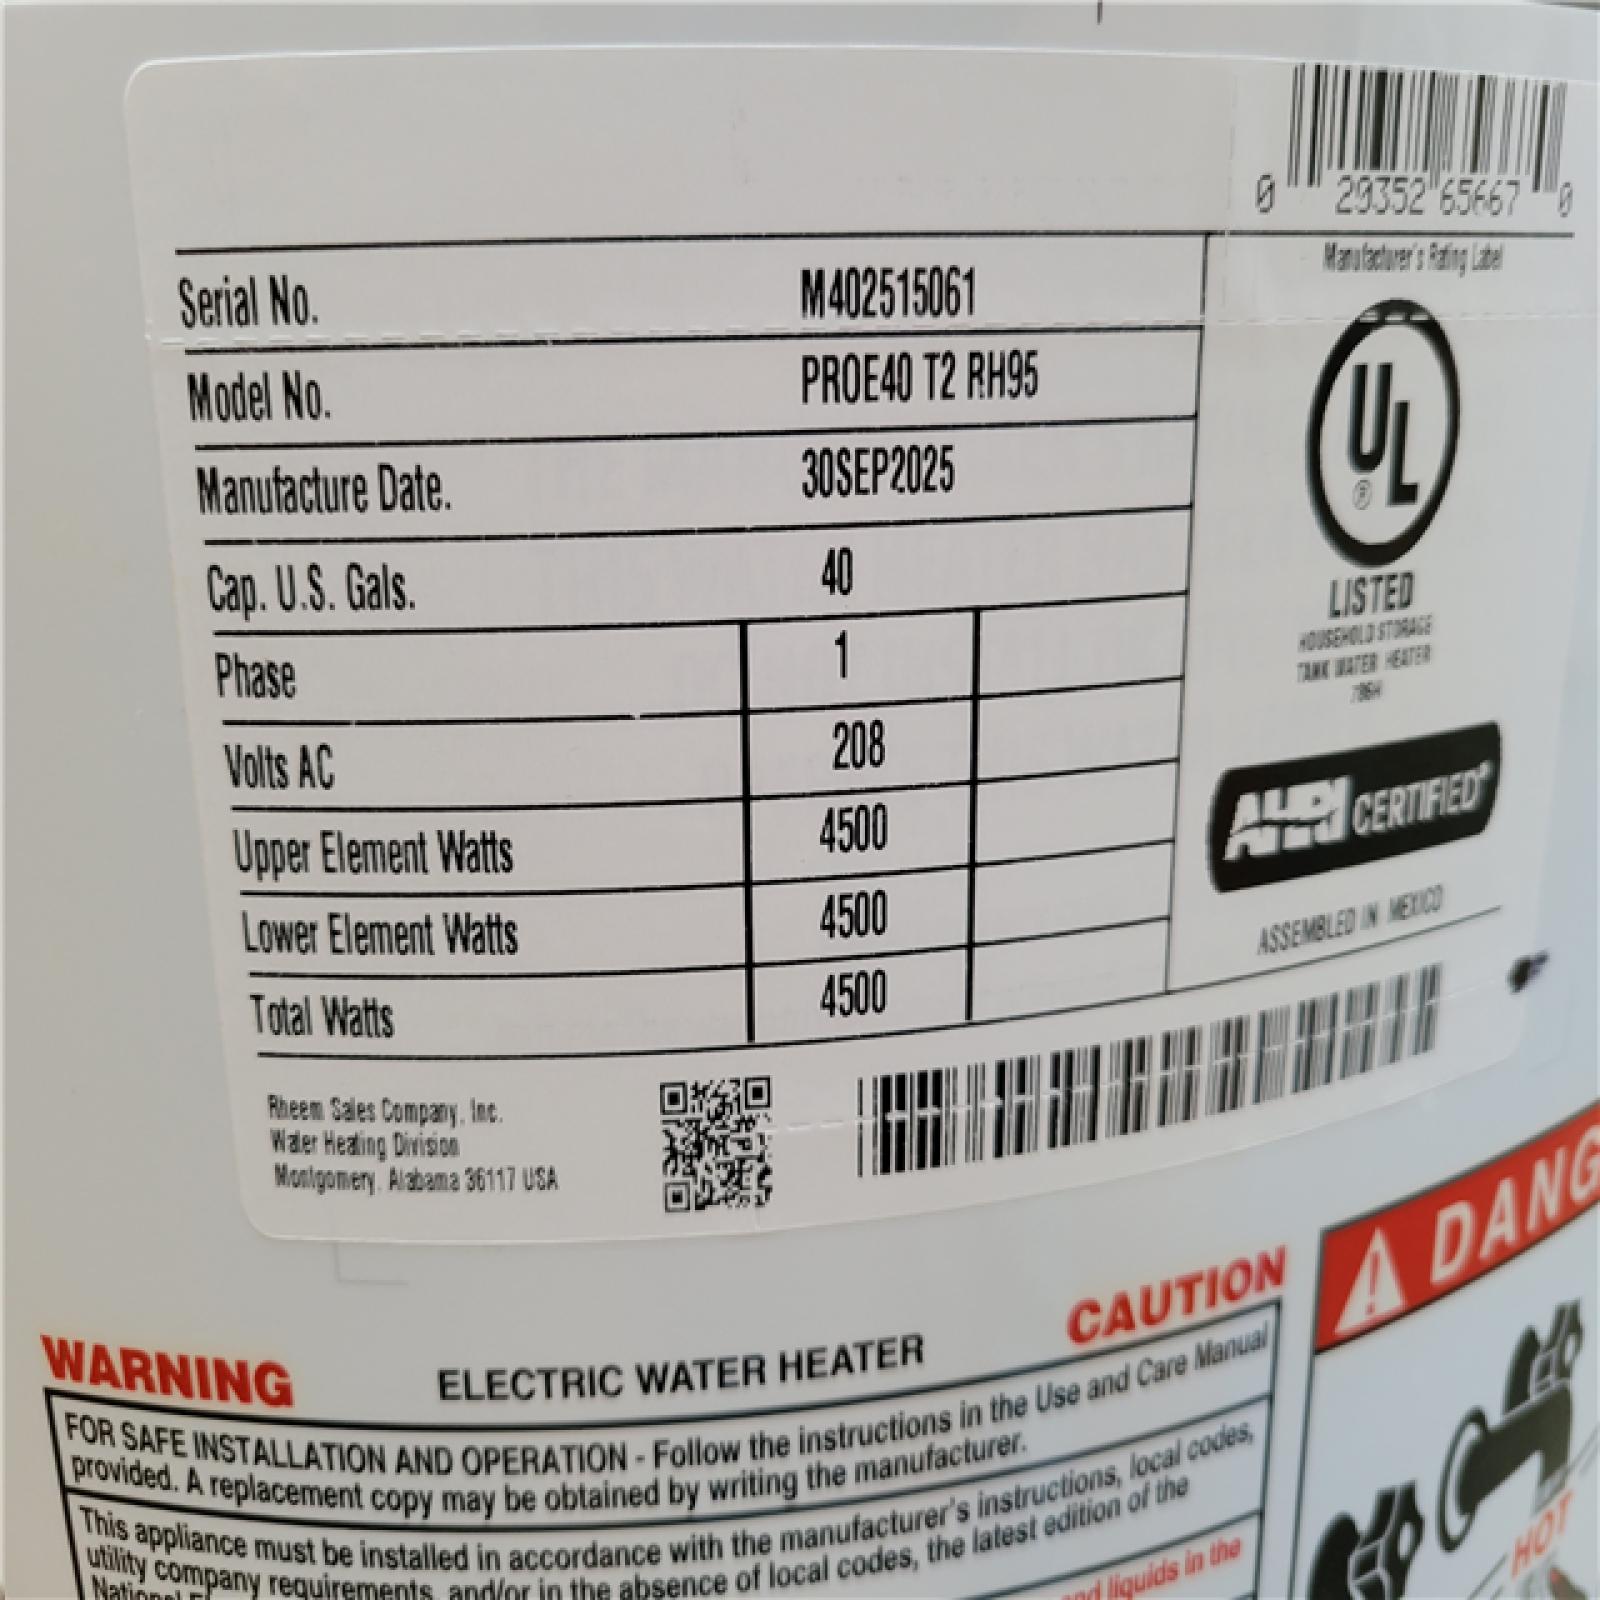 0 29352 65667 0
Manufacturer's Rating Label
Serial No. M402515061
Model No. PROE40 T2 RH95
Manufacture Date. 30SEP2025
Cap. U.S. Gals. 40
Phase 1
Volts AC 208
Upper Element Watts 4500
Lower Element Watts 4500
Total Watts 4500
UL
®
LISTED
HOUSEHOLD STORAGE
TANK WATER HEATER
AHRI CERTIFIED
ASSEMBLED IN MEXICO
Rheem Sales Company, Inc.
Water Heating Division
Montgomery, Alabama 36117 USA
WARNING
ELECTRIC WATER HEATER
CAUTION
FOR SAFE INSTALLATION AND OPERATION - Follow the instructions in the Use and Care Manual
provided. A replacement copy may be obtained by writing the manufacturer.
This appliance must be installed in accordance with the manufacturer's instructions, local codes,
utility company requirements, and/or in the absence of local codes, the latest edition of the
National
liquids in the
DANG
HOT